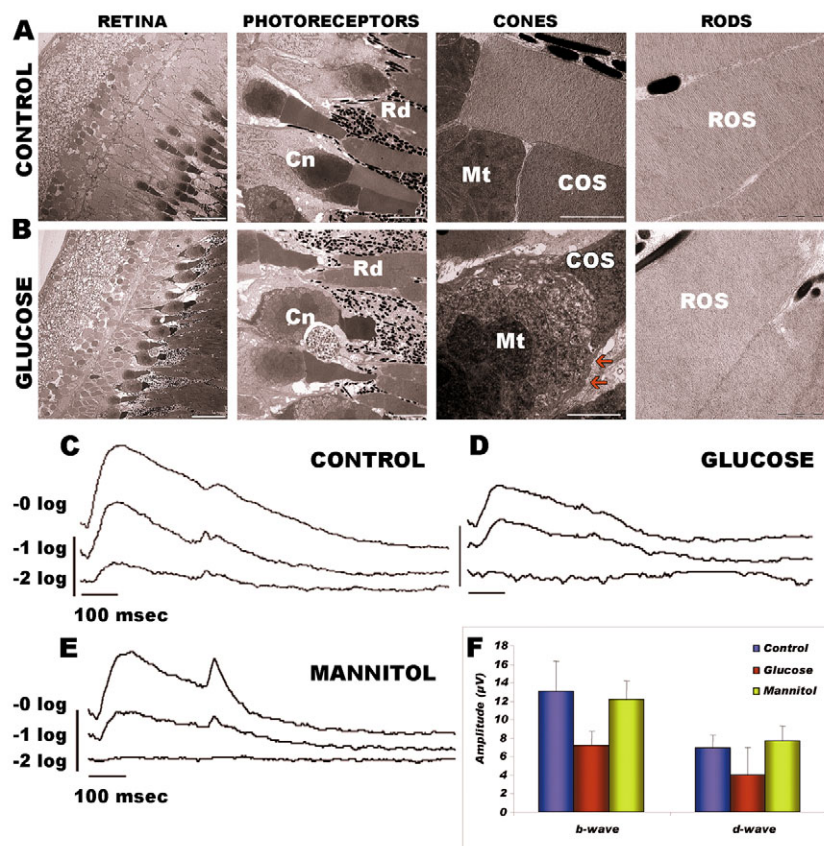 RETINA PHOTORECEPTORS CONES RODS
A
CONTROL
Rd
Cn
Mt
COS
ROS
B
GLUCOSE
Rd
Cn
COS
Mt
ROS
C
CONTROL
-0 log
-1 log
-2 log
100 msec
D
GLUCOSE
E
MANNITOL
-0 log
-1 log
-2 log
100 msec
F
Amplitude (µV)
18
16
14
12
10
8
6
4
2
0
Control
Glucose
Mannitol
b-wave d-wave